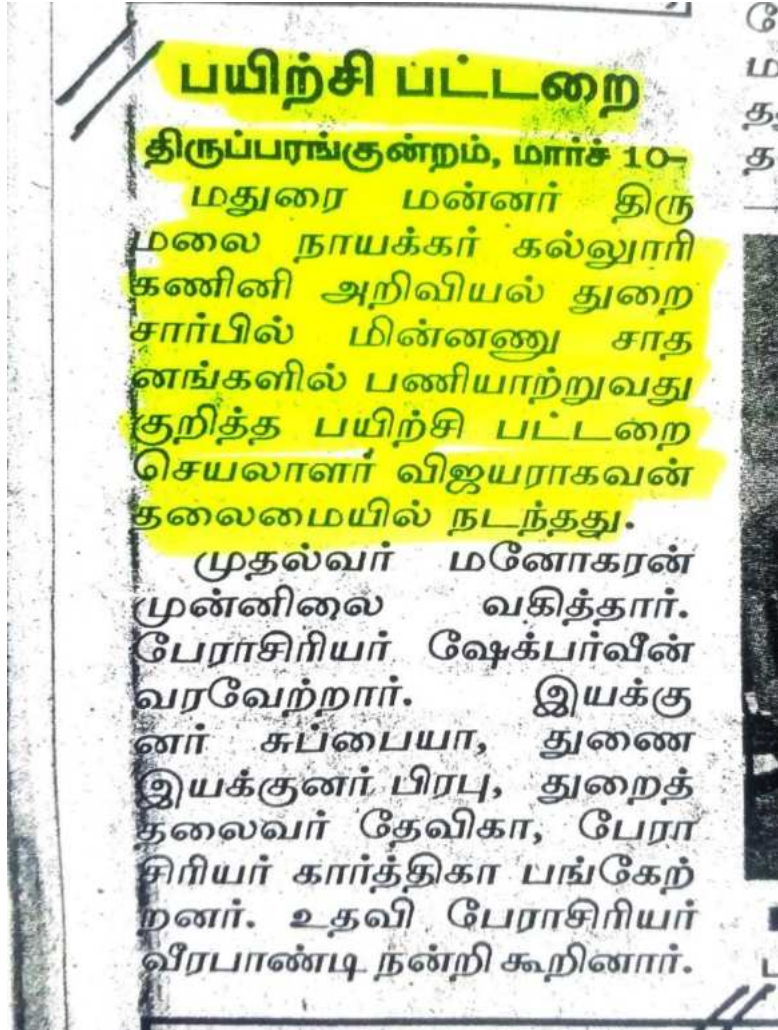 பயிற்சி பட்டறை
திருப்பரங்குன்றம், மார்ச் 10-
மதுரை மன்னர் திரு
மலை நாயக்கர் கல்லூரி
கணினி அறிவியல் துறை
சார்பில் மின்னணு சாத
னங்களில் பணியாற்றுவது
குறித்த பயிற்சி பட்டறை
செயலாளர் விஜயராகவன்
தலைமையில் நடந்தது.
முதல்வர் மனோகரன்
முன்னிலை வகித்தார்.
பேராசிரியர் ஷேக்பர்வீன்
வரவேற்றார். இயக்கு
னர் சுப்பையா, துணை
இயக்குனர் பிரபு, துறைத்
தலைவர் தேவிகா, பேரா
சிரியர் கார்த்திகா பங்கேற்
றனர். உதவி பேராசிரியர்
வீரபாண்டி நன்றி கூறினார்.